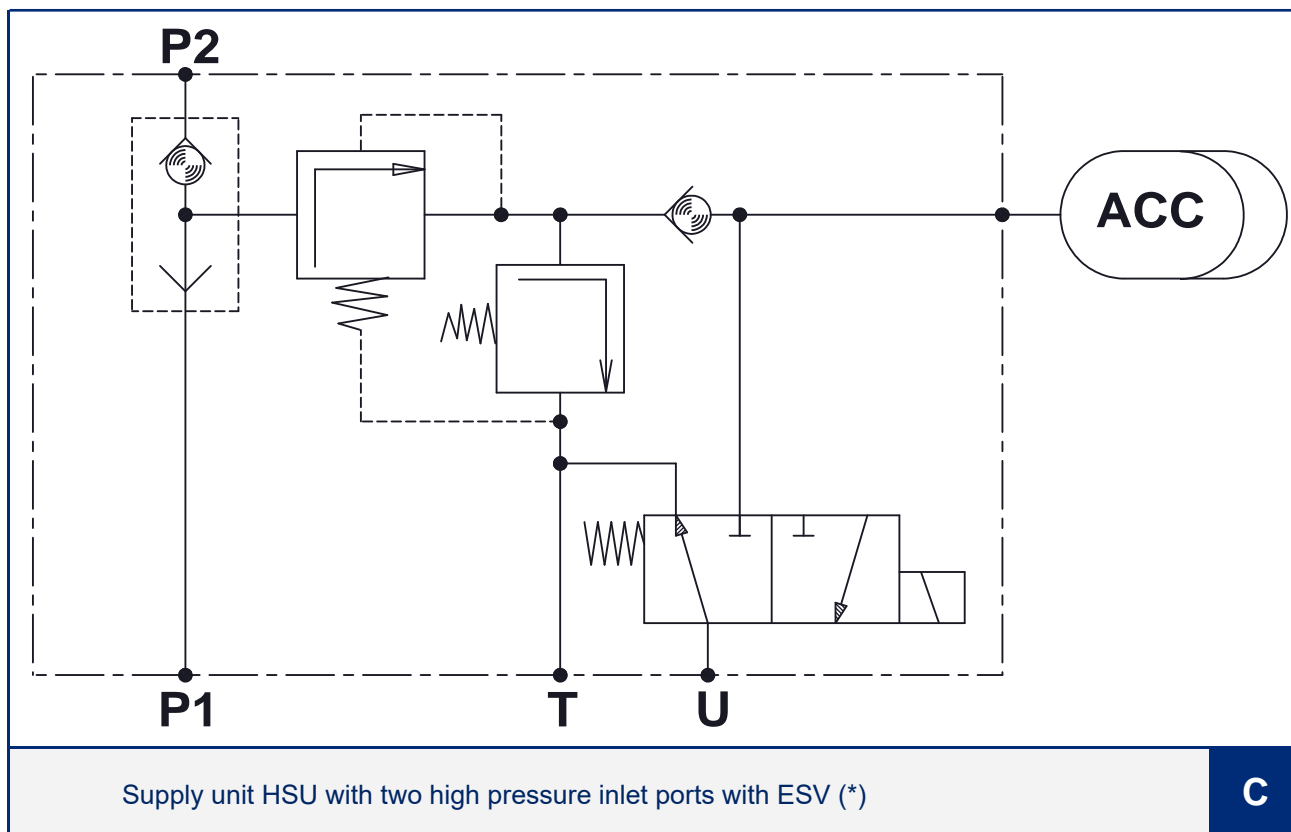 P2
ACC
P1
T
U
Supply unit HSU with two high pressure inlet ports with ESV (*)
C